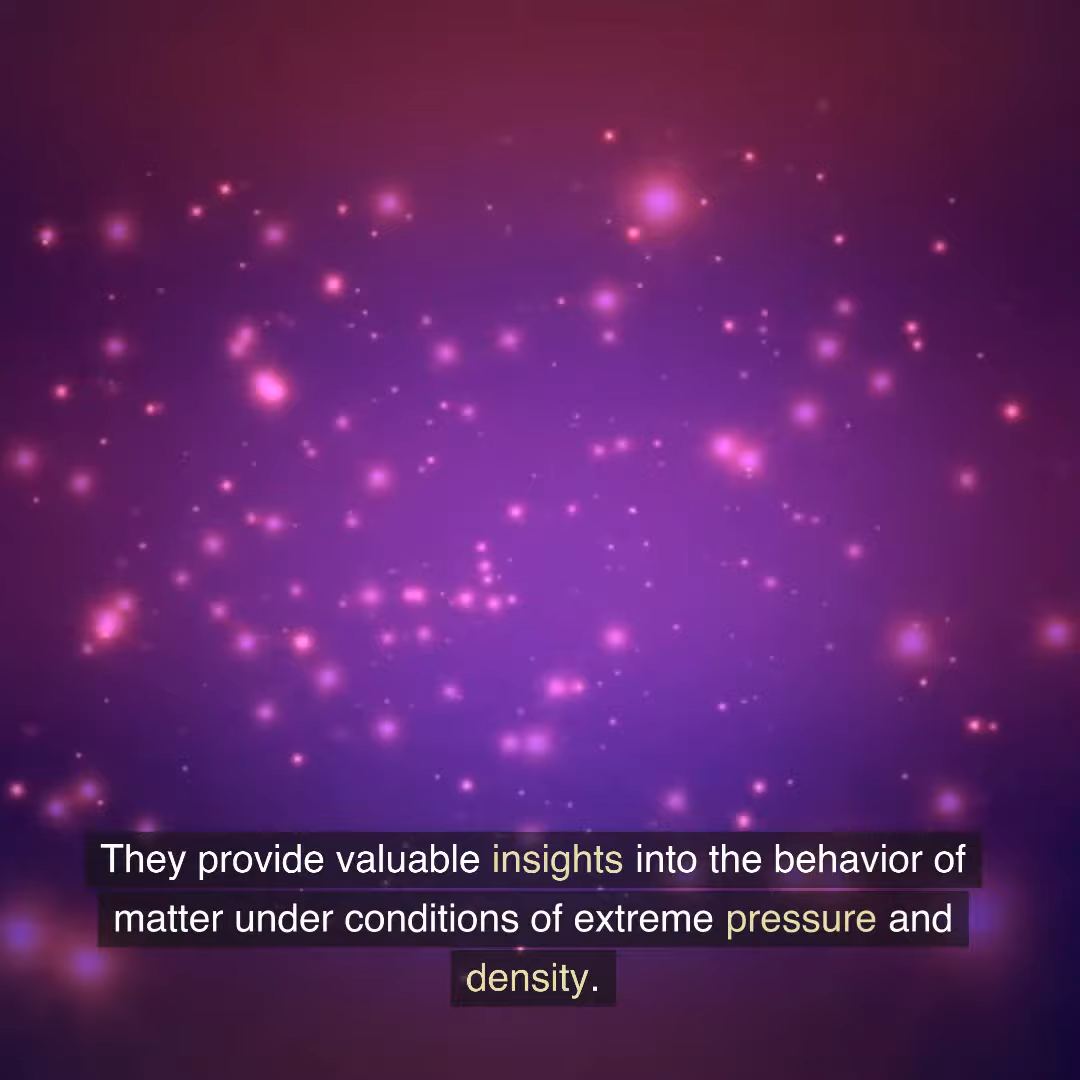 They provide valuable insights into the behavior of
matter under conditions of extreme pressure and
density.